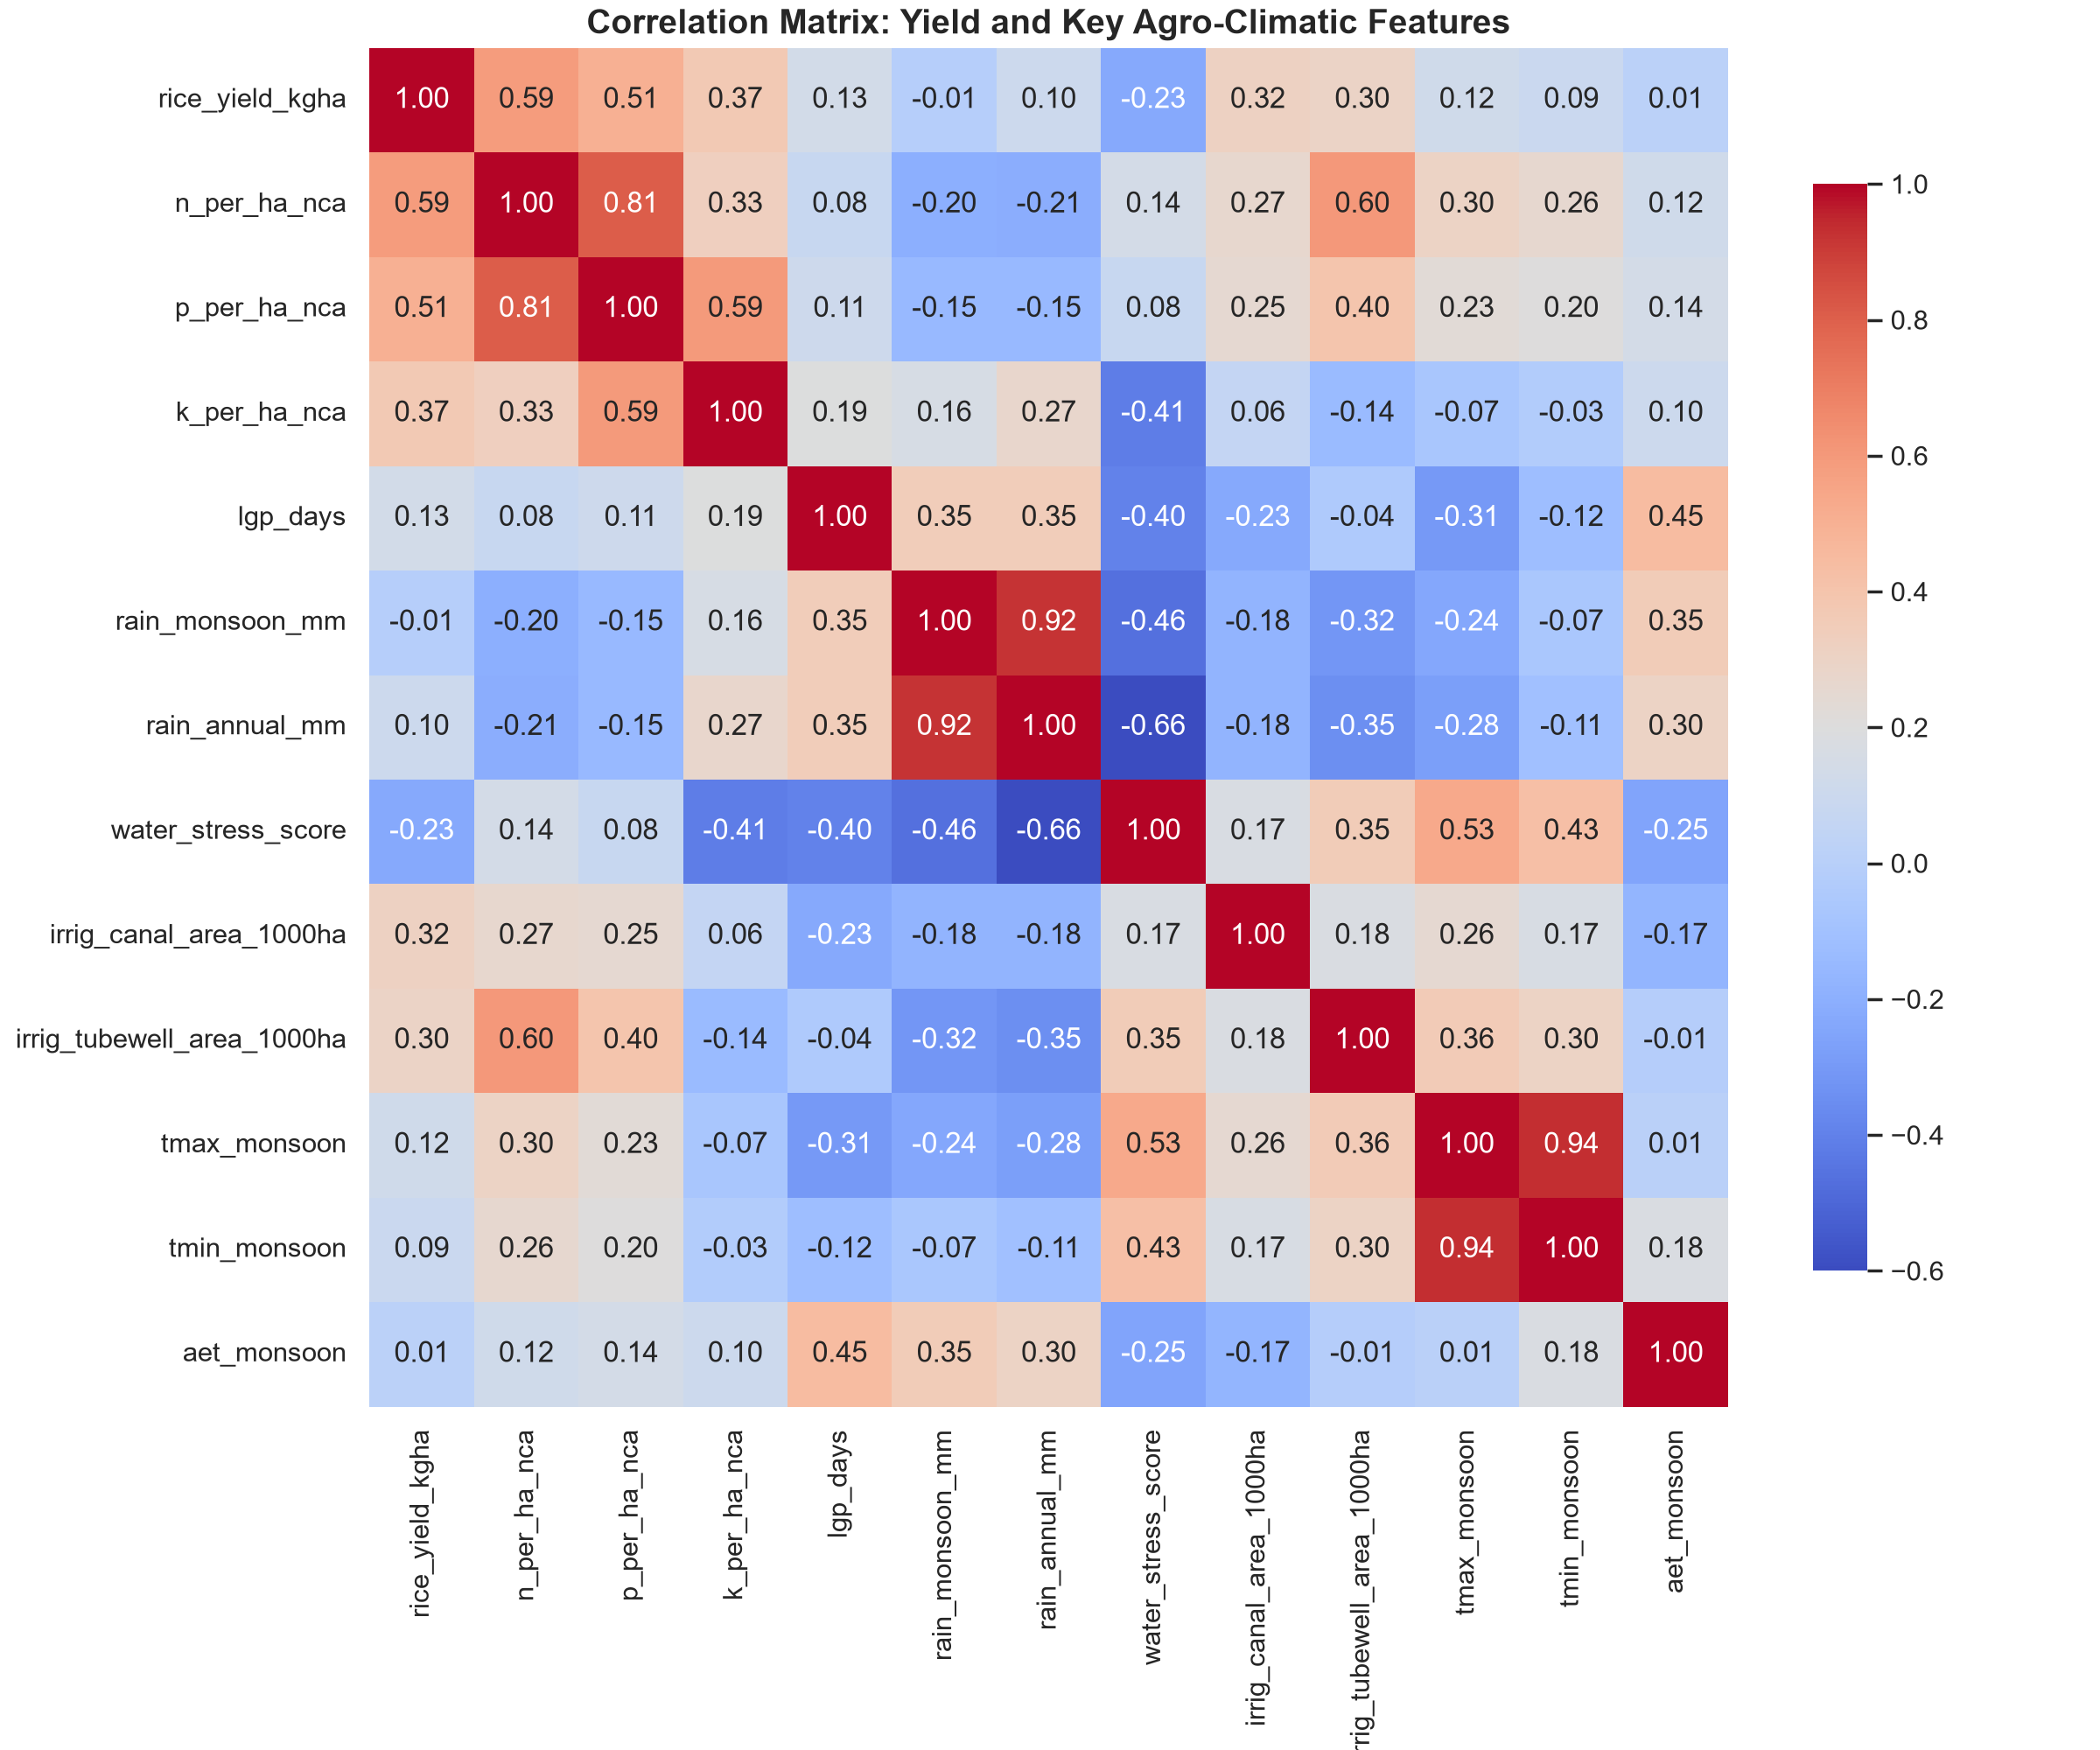 Correlation Matrix: Yield and Key Agro-Climatic Features
rice_yield_kgha 1.00 0.59 0.51 0.37 0.13 -0.01 0.10 -0.23 0.32 0.30 0.12 0.09 0.01
n_per_ha_nca 0.59 1.00 0.81 0.33 0.08 -0.20 -0.21 0.14 0.27 0.60 0.30 0.26 0.12
p_per_ha_nca 0.51 0.81 1.00 0.59 0.11 -0.15 -0.15 0.08 0.25 0.40 0.23 0.20 0.14
k_per_ha_nca 0.37 0.33 0.59 1.00 0.19 0.16 0.27 -0.41 0.06 -0.14 -0.07 -0.03 0.10
lgp_days 0.13 0.08 0.11 0.19 1.00 0.35 0.35 -0.40 -0.23 -0.04 -0.31 -0.12 0.45
rain_monsoon_mm -0.01 -0.20 -0.15 0.16 0.35 1.00 0.92 -0.46 -0.18 -0.32 -0.24 -0.07 0.35
rain_annual_mm 0.10 -0.21 -0.15 0.27 0.35 0.92 1.00 -0.66 -0.18 -0.35 -0.28 -0.11 0.30
water_stress_score -0.23 0.14 0.08 -0.41 -0.40 -0.46 -0.66 1.00 0.17 0.35 0.53 0.43 -0.25
irrig_canal_area_1000ha 0.32 0.27 0.25 0.06 -0.23 -0.18 -0.18 0.17 1.00 0.18 0.26 0.17 -0.17
irrig_tubewell_area_1000ha 0.30 0.60 0.40 -0.14 -0.04 -0.32 -0.35 0.35 0.18 1.00 0.36 0.30 -0.01
tmax_monsoon 0.12 0.30 0.23 -0.07 -0.31 -0.24 -0.28 0.53 0.26 0.36 1.00 0.94 0.01
tmin_monsoon 0.09 0.26 0.20 -0.03 -0.12 -0.07 -0.11 0.43 0.17 0.30 0.94 1.00 0.18
aet_monsoon 0.01 0.12 0.14 0.10 0.45 0.35 0.30 -0.25 -0.17 -0.01 0.01 0.18 1.00
rice_yield_kgha
n_per_ha_nca
p_per_ha_nca
k_per_ha_nca
lgp_days
rain_monsoon_mm
rain_annual_mm
water_stress_score
irrig_canal_area_1000ha
rrig_tubewell_area_1000ha
tmax_monsoon
tmin_monsoon
aet_monsoon
1.0
0.8
0.6
0.4
0.2
0.0
−0.2
−0.4
−0.6